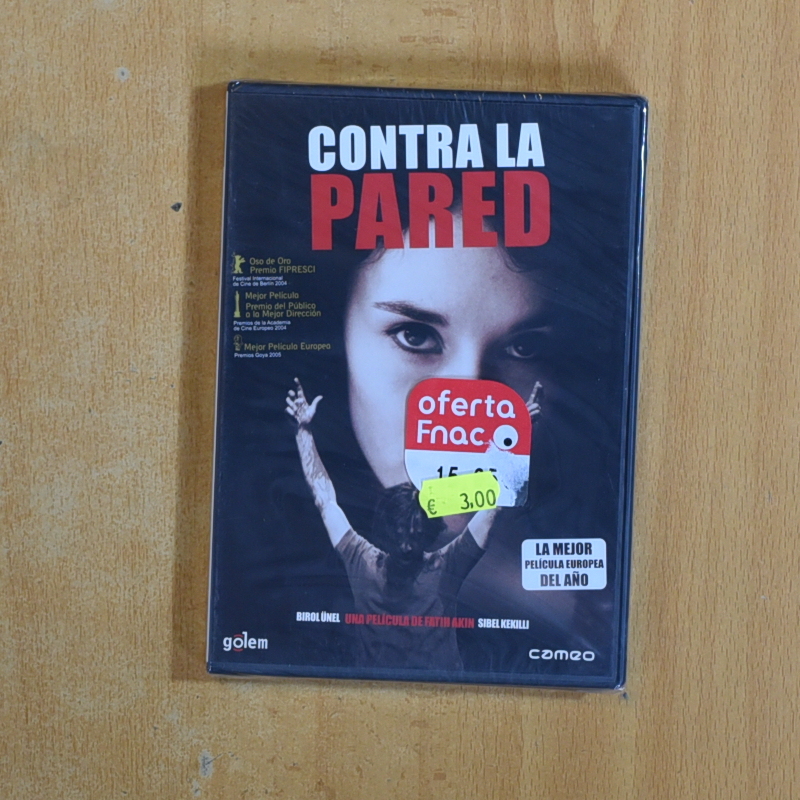 CONTRA LA
PARED
Oso de Oro
Premio FIPRESCI
Festival Internacional
de Cine de Berlín 2004
Mejor Película
Premio del Público
a la Mejor Dirección
Premios de la Academia
de Cine Europeo 2004
Mejor Película Europea
Premios Goya 2005
oferta
Fnac
€ 3,00
LA MEJOR
PELÍCULA EUROPEA
DEL AÑO
BIROL ÜNEL UNA PELÍCULA DE FATIH AKIN SIBEL KEKILLI
golem
cameo